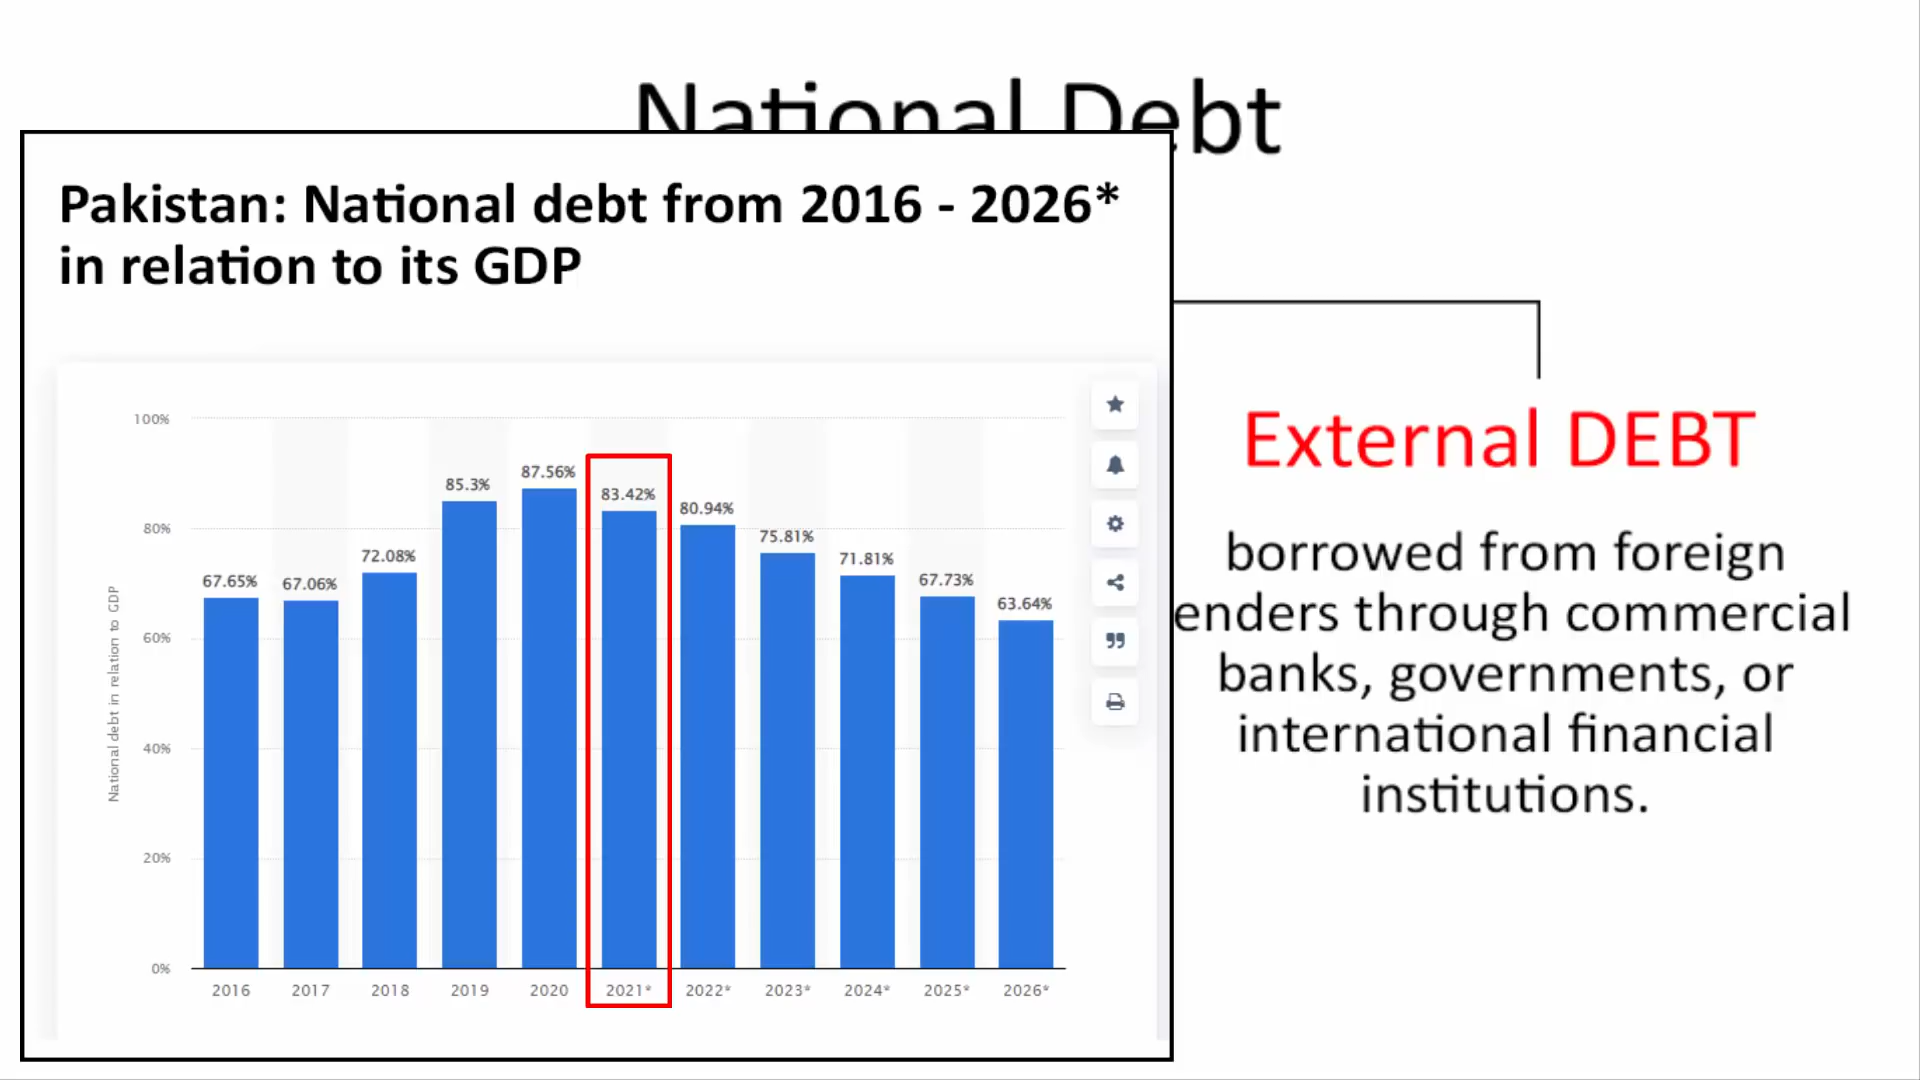 National Debt
Pakistan: National debt from 2016 - 2026*
in relation to its GDP
National debt in relation to GDP
100%
80%
60%
40%
20%
0%
67.65%
67.06%
72.08%
85.3%
87.56%
83.42%
80.94%
75.81%
71.81%
67.73%
63.64%
2016
2017
2018
2019
2020
2021*
2022*
2023*
2024*
2025*
2026*
External DEBT
borrowed from foreign
enders through commercial
banks, governments, or
international financial
institutions.